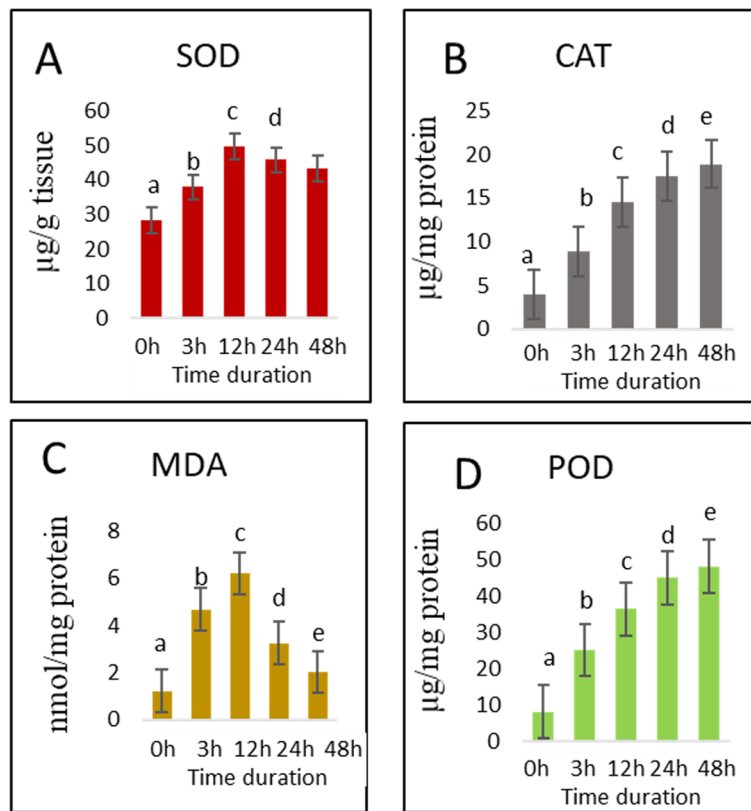 A
SOD
µg/g tissue
60
50
40
30
20
10
0
a
b
c
d
0h 3h 12h 24h 48h
Time duration
B
CAT
µg/mg protein
25
20
15
10
5
0
a
b
c
d
e
0h 3h 12h 24h 48h
Time duration
C
MDA
nmol/mg protein
8
6
4
2
0
a
b
c
d
e
0h 3h 12h 24h 48h
Time duration
D
POD
µg/mg protein
60
50
40
30
20
10
0
a
b
c
d
e
0h 3h 12h 24h 48h
Time duration